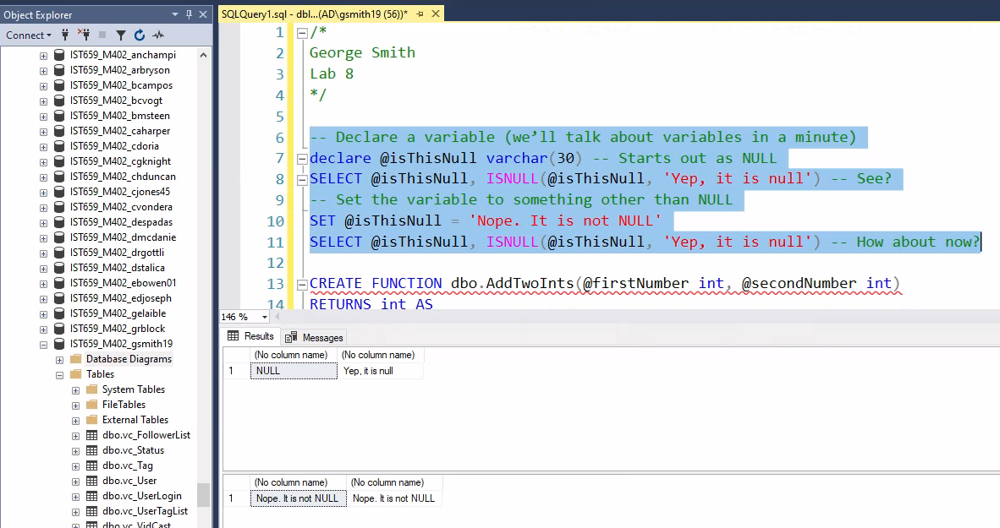 Object Explorer
Connect
IST659_M402_anchampi
IST659_M402_arbryson
IST659_M402_bcampos
IST659_M402_bcvogt
IST659_M402_bmsteen
IST659_M402_caharper
IST659_M402_cdoria
IST659_M402_cgknight
IST659_M402_chduncan
IST659_M402_cjones45
IST659_M402_cvondera
IST659_M402_despadas
IST659_M402_dmcdanie
IST659_M402_drgottli
IST659_M402_dstalica
IST659_M402_ebowen01
IST659_M402_edjoseph
IST659_M402_gelaible
IST659_M402_grblock
IST659_M402_gsmith19
Database Diagrams
Tables
System Tables
FileTables
External Tables
dbo.vc_FollowerList
dbo.vc_Status
dbo.vc_Tag
dbo.vc_User
dbo.vc_UserLogin
dbo.vc_UserTagList
dbo.vc_VidCast
SQLQuery1.sql - dbl...(AD\gsmith19 (56))*
1 /*
2 George Smith
3 Lab 8
4 */
5
6 -- Declare a variable (we’ll talk about variables in a minute)
7 declare @isThisNull varchar(30) -- Starts out as NULL
8 SELECT @isThisNull, ISNULL(@isThisNull, 'Yep, it is null') -- See?
9 -- Set the variable to something other than NULL
10 SET @isThisNull = 'Nope. It is not NULL'
11 SELECT @isThisNull, ISNULL(@isThisNull, 'Yep, it is null') -- How about now?
12
13 CREATE FUNCTION dbo.AddTwoInts(@firstNumber int, @secondNumber int)
14 RETURNS int AS
146 %
Results Messages
(No column name) (No column name)
1 NULL Yep, it is null
(No column name) (No column name)
1 Nope. It is not NULL Nope. It is not NULL